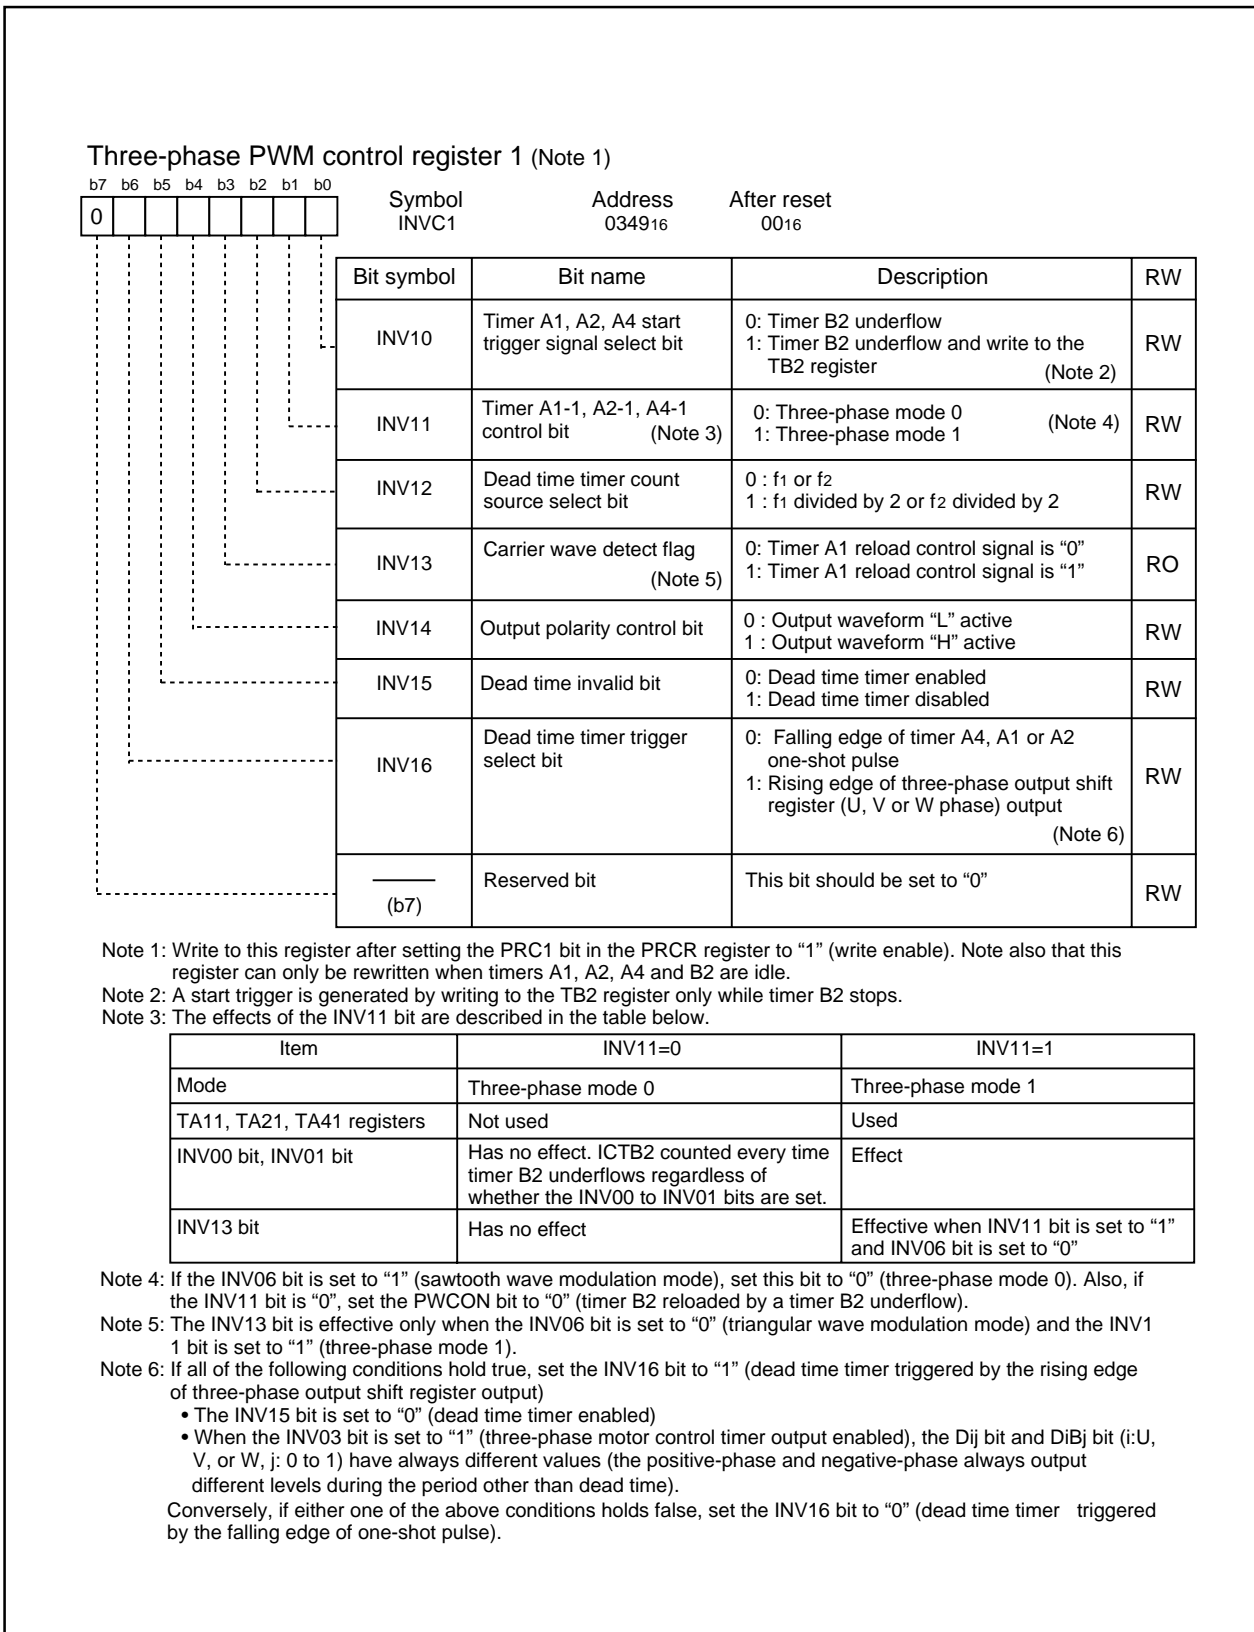 Three-phase PWM control register 1 (Note 1)
b7 b6 b5 b4 b3 b2 b1 b0
0
Symbol Address After reset
INVC1 034916 0016
Bit symbol Bit name Description RW
INV10
Timer A1, A2, A4 start
trigger signal select bit
0: Timer B2 underflow
1: Timer B2 underflow and write to the
TB2 register (Note 2)
RW
INV11
Timer A1-1, A2-1, A4-1
control bit (Note 3)
0: Three-phase mode 0 (Note 4)
1: Three-phase mode 1
RW
INV12
Dead time timer count
source select bit
0 : f1 or f2
1 : f1 divided by 2 or f2 divided by 2
RW
INV13
Carrier wave detect flag
(Note 5)
0: Timer A1 reload control signal is “0”
1: Timer A1 reload control signal is “1”
RO
INV14
Output polarity control bit
0 : Output waveform “L” active
1 : Output waveform “H” active
RW
INV15
Dead time invalid bit
0: Dead time timer enabled
1: Dead time timer disabled
RW
INV16
Dead time timer trigger
select bit
0: Falling edge of timer A4, A1 or A2
one-shot pulse
1: Rising edge of three-phase output shift
register (U, V or W phase) output
(Note 6)
RW
(b7)
Reserved bit
This bit should be set to “0”
RW
Note 1: Write to this register after setting the PRC1 bit in the PRCR register to “1” (write enable). Note also that this
register can only be rewritten when timers A1, A2, A4 and B2 are idle.
Note 2: A start trigger is generated by writing to the TB2 register only while timer B2 stops.
Note 3: The effects of the INV11 bit are described in the table below.
Item INV11=0 INV11=1
Mode Three-phase mode 0 Three-phase mode 1
TA11, TA21, TA41 registers Not used Used
INV00 bit, INV01 bit
Has no effect. ICTB2 counted every time
timer B2 underflows regardless of
whether the INV00 to INV01 bits are set.
Effect
INV13 bit
Has no effect
Effective when INV11 bit is set to “1”
and INV06 bit is set to “0”
Note 4: If the INV06 bit is set to “1” (sawtooth wave modulation mode), set this bit to “0” (three-phase mode 0). Also, if
the INV11 bit is “0”, set the PWCON bit to “0” (timer B2 reloaded by a timer B2 underflow).
Note 5: The INV13 bit is effective only when the INV06 bit is set to “0” (triangular wave modulation mode) and the INV1
1 bit is set to “1” (three-phase mode 1).
Note 6: If all of the following conditions hold true, set the INV16 bit to “1” (dead time timer triggered by the rising edge
of three-phase output shift register output)
• The INV15 bit is set to “0” (dead time timer enabled)
• When the INV03 bit is set to “1” (three-phase motor control timer output enabled), the Dij bit and DiBj bit (i:U,
V, or W, j: 0 to 1) have always different values (the positive-phase and negative-phase always output
different levels during the period other than dead time).
Conversely, if either one of the above conditions holds false, set the INV16 bit to “0” (dead time timer triggered
by the falling edge of one-shot pulse).